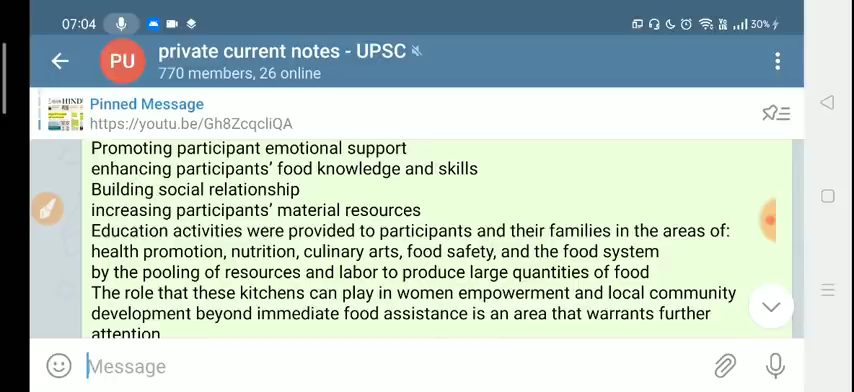 07:04
30%
private current notes - UPSC
PU
770 members, 26 online
HIND
Pinned Message
https://youtu.be/Gh8ZcqcliQA
Promoting participant emotional support
enhancing participants’ food knowledge and skills
Building social relationship
increasing participants’ material resources
Education activities were provided to participants and their families in the areas of:
health promotion, nutrition, culinary arts, food safety, and the food system
by the pooling of resources and labor to produce large quantities of food
The role that these kitchens can play in women empowerment and local community
development beyond immediate food assistance is an area that warrants further
attention
Message